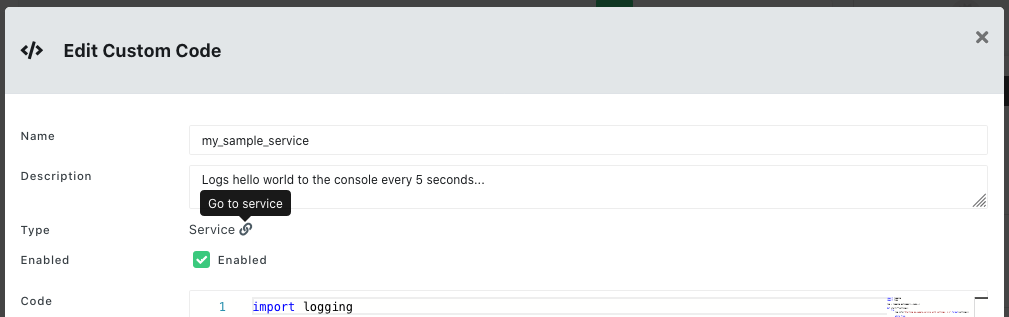 </> Edit Custom Code
Name
my_sample_service
Description
Logs hello world to the console every 5 seconds...
Go to service
Type
Service
Enabled
Enabled
Code
1 import logging